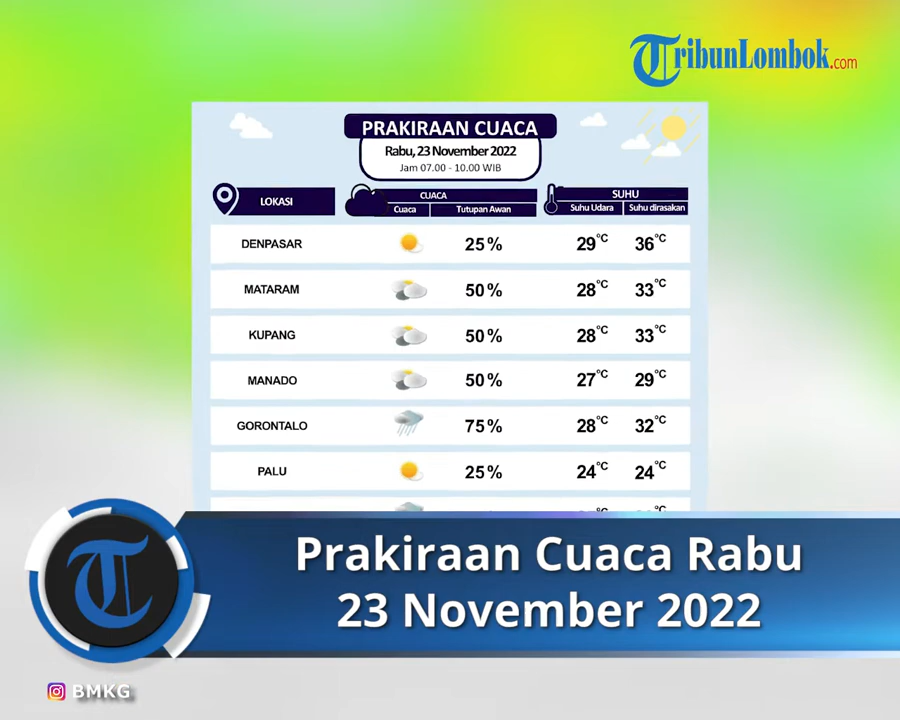 TribunLombok.com
PRAKIRAAN CUACA
Rabu, 23 November 2022
Jam 07.00 - 10.00 WIB
LOKASI
CUACA
SUHU
Cuaca
Tutupan Awan
Suhu Udara
Suhu dirasakan
DENPASAR 25% 29°C 36°C
MATARAM 50% 28°C 33°C
KUPANG 50% 28°C 33°C
MANADO 50% 27°C 29°C
GORONTALO 75% 28°C 32°C
PALU 25% 24°C 24°C
T
Prakiraan Cuaca Rabu
23 November 2022
BMKG